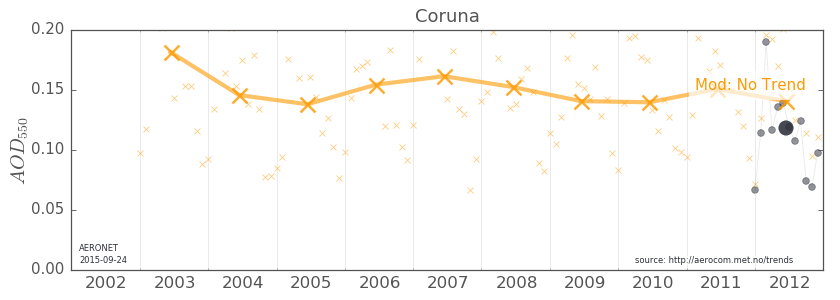 Coruna
0.20
0.15
0.10
0.05
0.00
AOD550
Mod: No Trend
AERONET
2015-09-24
source: http://aerocom.met.no/trends
2002 2003 2004 2005 2006 2007 2008 2009 2010 2011 2012